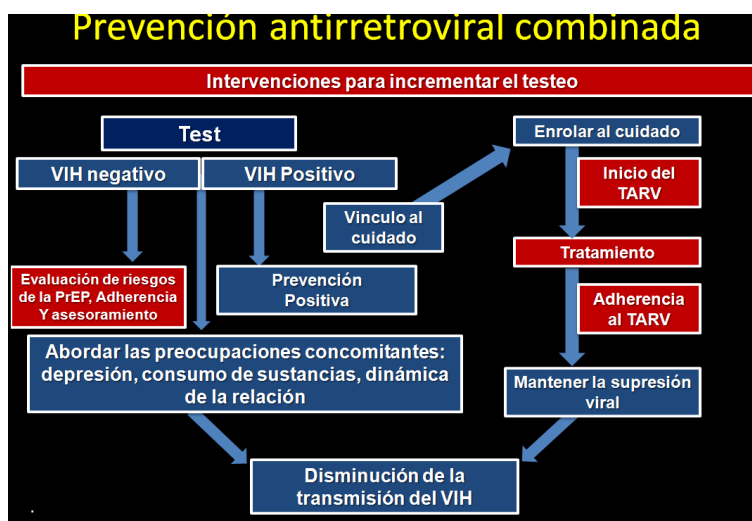 Prevención antirretroviral combinada
Intervenciones para incrementar el testeo
Test
VIH negativo
VIH Positivo
Evaluación de riesgos
de la PrEP, Adherencia
Y asesoramiento
Prevención
Positiva
Vinculo al
cuidado
Abordar las preocupaciones concomitantes:
depresión, consumo de sustancias, dinámica
de la relación
Enrolar al cuidado
Inicio del
TARV
Tratamiento
Adherencia
al TARV
Mantener la supresión
viral
Disminución de la
transmisión del VIH